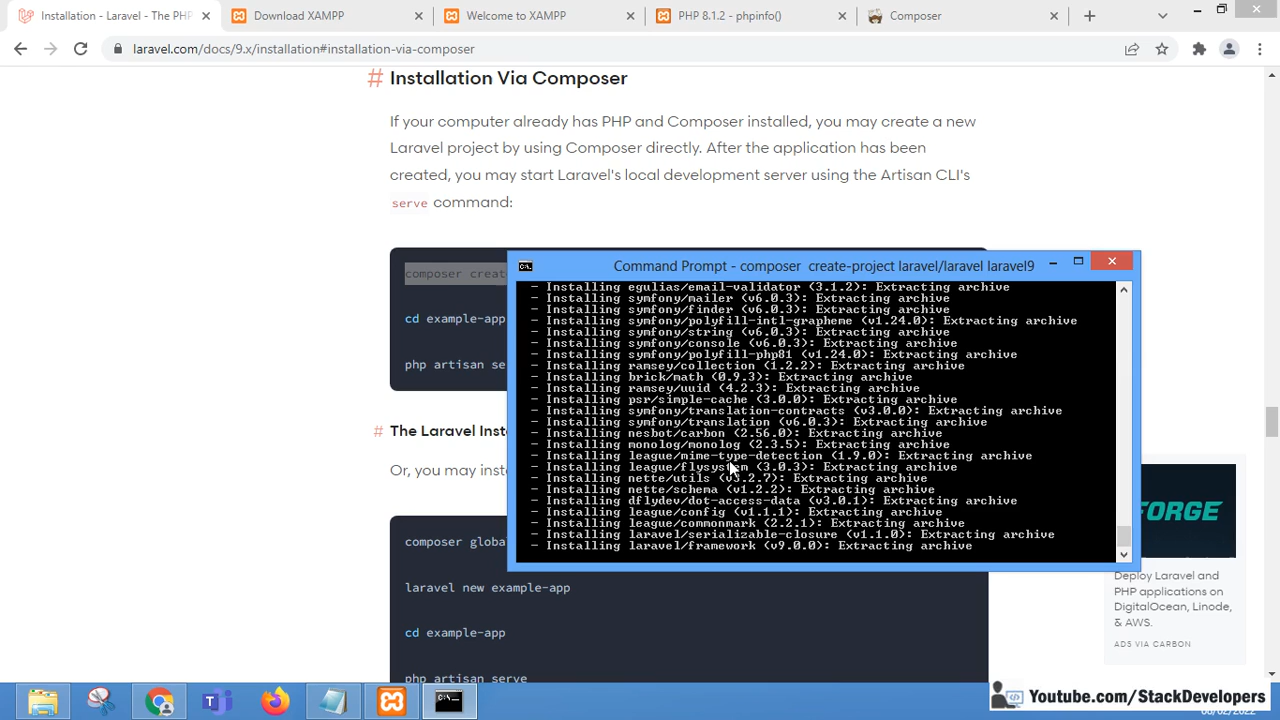 Installation - Laravel - The PHP
Download XAMPP
Welcome to XAMPP
PHP 8.1.2 - phpinfo()
Composer
laravel.com/docs/9.x/installation#installation-via-composer
# Installation Via Composer
If your computer already has PHP and Composer installed, you may create a new
Laravel project by using Composer directly. After the application has been
created, you may start Laravel's local development server using the Artisan CLI's
serve command:
composer creat
cd example-app
php artisan se
# The Laravel Inst
Or, you may inst
composer globa
laravel new example-app
cd example-app
php artisan serve
Command Prompt - composer create-project laravel/laravel laravel9
- Installing egulias/email-validator (3.1.2): Extracting archive
- Installing symfony/mailer (v6.0.3): Extracting archive
- Installing symfony/finder (v6.0.3): Extracting archive
- Installing symfony/polyfill-intl-grapheme (v1.24.0): Extracting archive
- Installing symfony/string (v6.0.3): Extracting archive
- Installing symfony/console (v6.0.3): Extracting archive
- Installing symfony/polyfill-php81 (v1.24.0): Extracting archive
- Installing ramsey/collection (1.2.2): Extracting archive
- Installing brick/math (0.9.3): Extracting archive
- Installing ramsey/uuid (4.2.3): Extracting archive
- Installing psr/simple-cache (3.0.0): Extracting archive
- Installing symfony/translation-contracts (v3.0.0): Extracting archive
- Installing symfony/translation (v6.0.3): Extracting archive
- Installing nesbot/carbon (2.56.0): Extracting archive
- Installing monolog/monolog (2.3.5): Extracting archive
- Installing league/mime-type-detection (1.9.0): Extracting archive
- Installing league/flysystem (3.0.3): Extracting archive
- Installing nette/utils (v3.2.7): Extracting archive
- Installing nette/schema (v1.2.2): Extracting archive
- Installing dflydev/dot-access-data (v3.0.1): Extracting archive
- Installing league/config (v1.1.1): Extracting archive
- Installing league/commonmark (2.2.1): Extracting archive
- Installing laravel/serializable-closure (v1.1.0): Extracting archive
- Installing laravel/framework (v9.0.0): Extracting archive
FORGE
Deploy Laravel and
PHP applications on
DigitalOcean, Linode,
& AWS.
ADS VIA CARBON
Youtube.com/StackDevelopers